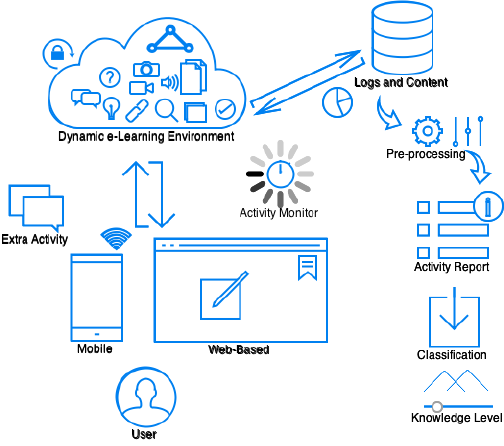 Logs and Content
Dynamic e-Learning Environment
Pre-processing
Activity Monitor
Extra Activity
Activity Report
Mobile
Web-Based
Classification
Knowledge Level
User